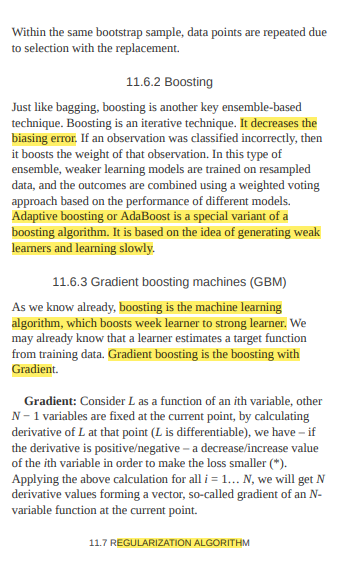 Within the same bootstrap sample, data points are repeated due
to selection with the replacement.
11.6.2 Boosting
Just like bagging, boosting is another key ensemble-based
technique. Boosting is an iterative technique. It decreases the
biasing error. If an observation was classified incorrectly, then
it boosts the weight of that observation. In this type of
ensemble, weaker learning models are trained on resampled
data, and the outcomes are combined using a weighted voting
approach based on the performance of different models.
Adaptive boosting or AdaBoost is a special variant of a
boosting algorithm. It is based on the idea of generating weak
learners and learning slowly.
11.6.3 Gradient boosting machines (GBM)
As we know already, boosting is the machine learning
algorithm, which boosts week learner to strong learner. We
may already know that a learner estimates a target function
from training data. Gradient boosting is the boosting with
Gradient.
Gradient: Consider L as a function of an ith variable, other
N − 1 variables are fixed at the current point, by calculating
derivative of L at that point (L is differentiable), we have – if
the derivative is positive/negative – a decrease/increase value
of the ith variable in order to make the loss smaller (*).
Applying the above calculation for all i = 1… N, we will get N
derivative values forming a vector, so-called gradient of an N-
variable function at the current point.
11.7 REGULARIZATION ALGORITHM